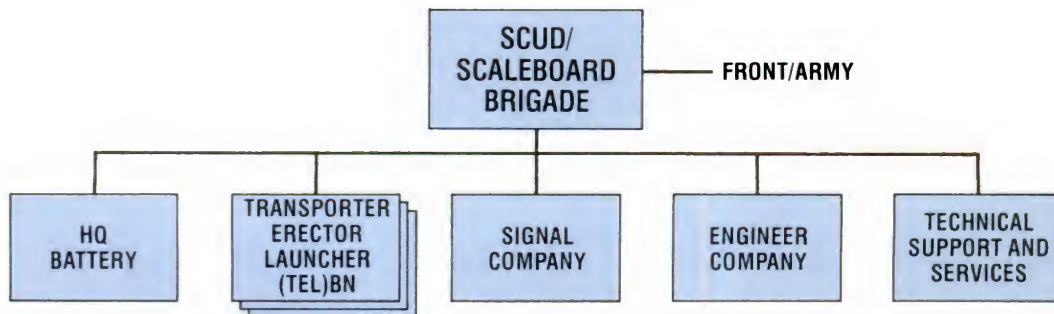 SCUD/
SCALEBOARD
BRIGADE
FRONT/ARMY
HQ
BATTERY
TRANSPORTER
ERECTOR
LAUNCHER
(TEL)BN
SIGNAL
COMPANY
ENGINEER
COMPANY
TECHNICAL
SUPPORT AND
SERVICES